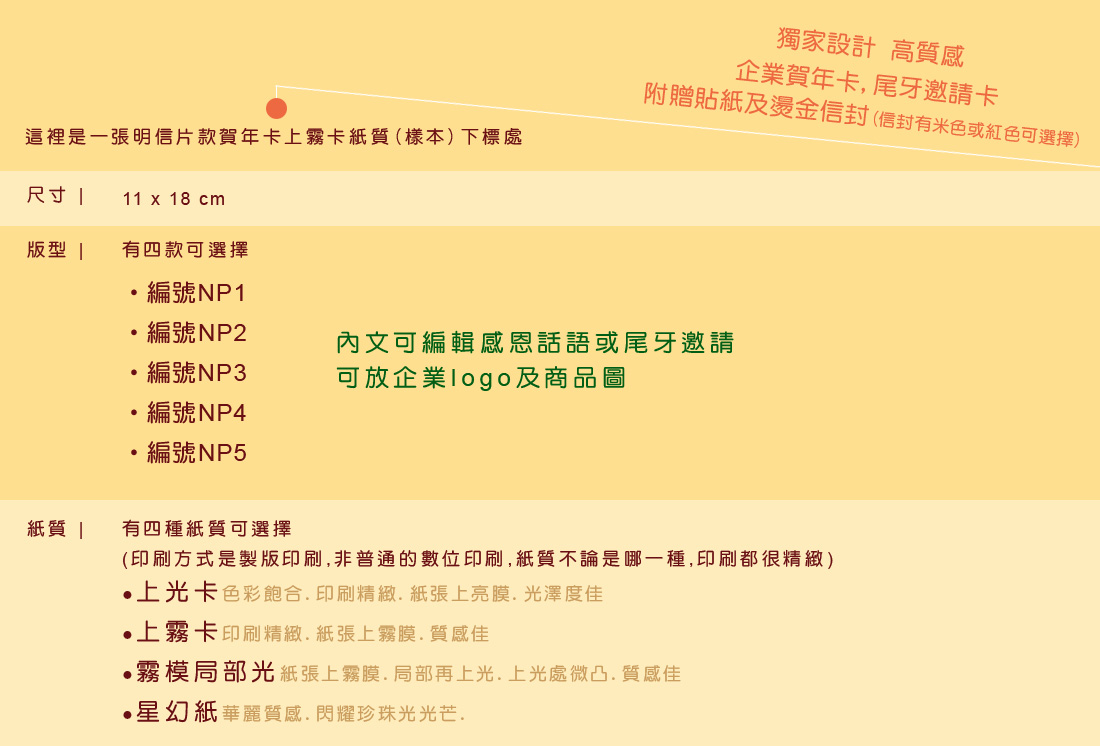 獨家設計 高質感
企業賀年卡,尾牙邀請卡
附贈貼紙及燙金信封(信封有米色或紅色可選擇)
這裡是一張明信片款賀年卡上霧卡紙質(樣本)下標處
尺寸 | 11 x 18 cm
版型 | 有四款可選擇
・編號NP1
・編號NP2
・編號NP3
・編號NP4
・編號NP5
內文可編輯感恩話語或尾牙邀請
可放企業logo及商品圖
紙質 | 有四種紙質可選擇
(印刷方式是製版印刷,非普通的數位印刷,紙質不論是哪一種,印刷都很精緻)
●上光卡 色彩飽合.印刷精緻.紙張上亮膜.光澤度佳
●上霧卡 印刷精緻.紙張上霧膜.質感佳
●霧模局部光 紙張上霧膜.局部再上光.上光處微凸.質感佳
●星幻紙 華麗質感.閃耀珍珠光光芒.